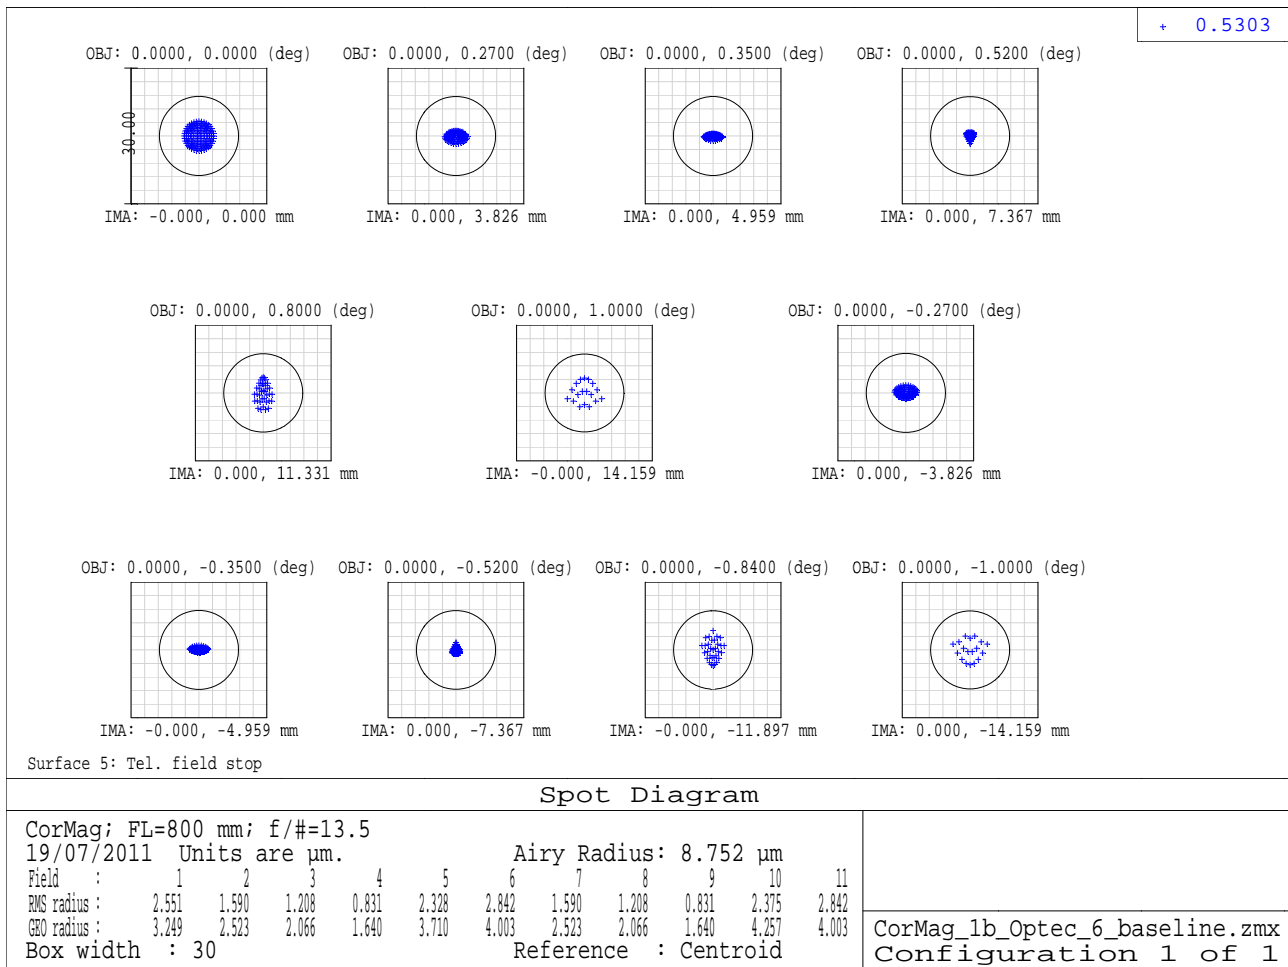 + 0.5303
OBJ: 0.0000, 0.0000 (deg)
OBJ: 0.0000, 0.2700 (deg)
OBJ: 0.0000, 0.3500 (deg)
OBJ: 0.0000, 0.5200 (deg)
30.00
IMA: -0.000, 0.000 mm
IMA: 0.000, 3.826 mm
IMA: 0.000, 4.959 mm
IMA: 0.000, 7.367 mm
OBJ: 0.0000, 0.8000 (deg)
OBJ: 0.0000, 1.0000 (deg)
OBJ: 0.0000, -0.2700 (deg)
IMA: 0.000, 11.331 mm
IMA: -0.000, 14.159 mm
IMA: 0.000, -3.826 mm
OBJ: 0.0000, -0.3500 (deg)
OBJ: 0.0000, -0.5200 (deg)
OBJ: 0.0000, -0.8400 (deg)
OBJ: 0.0000, -1.0000 (deg)
IMA: -0.000, -4.959 mm
IMA: 0.000, -7.367 mm
IMA: -0.000, -11.897 mm
IMA: 0.000, -14.159 mm
Surface 5: Tel. field stop
Spot Diagram
CorMag; FL=800 mm; f/#=13.5
19/07/2011 Units are µm. Airy Radius: 8.752 µm
Field : 1 2 3 4 5 6 7 8 9 10 11
RMS radius : 2.551 1.590 1.208 0.831 2.328 2.842 1.590 1.208 0.831 2.375 2.842
GEO radius : 3.249 2.523 2.066 1.640 3.710 4.003 2.523 2.066 1.640 4.257 4.003
Box width : 30 Reference : Centroid
CorMag_1b_Optec_6_baseline.zmx
Configuration 1 of 1